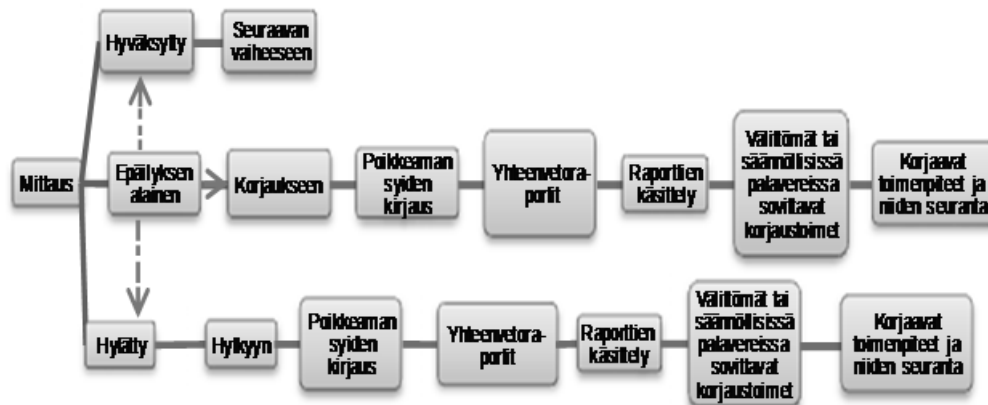 Hyväksytty
Seuraavan
vaiheeseen
Mittaus
Epäilyksen
alainen
Korjaukseen
Poikkeaman
syiden
kirjaus
Yhteenvetora-
portit
Raporttien
käsittely
Välittömät tai
säännöllisissä
palavereissa
sovittavat
korjaustoimet
Korjaavat
toimenpiteet ja
niiden seuranta
Hylätty
Hylkyyn
Poikkeaman
syiden
kirjaus
Yhteenvetora-
portit
Raporttien
käsittely
Välittömät tai
säännöllisissä
palavereissa
sovittavat
korjaustoimet
Korjaavat
toimenpiteet ja
niiden seuranta